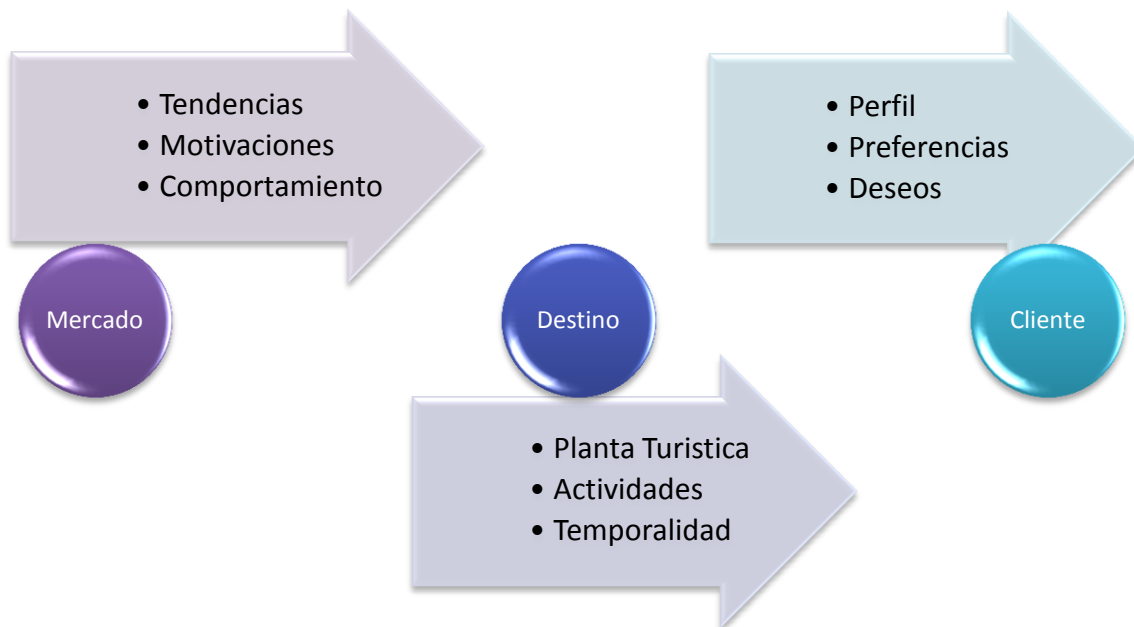 • Tendencias
• Motivaciones
• Comportamiento
Mercado
• Perfil
• Preferencias
• Deseos
Cliente
Destino
• Planta Turistica
• Actividades
• Temporalidad